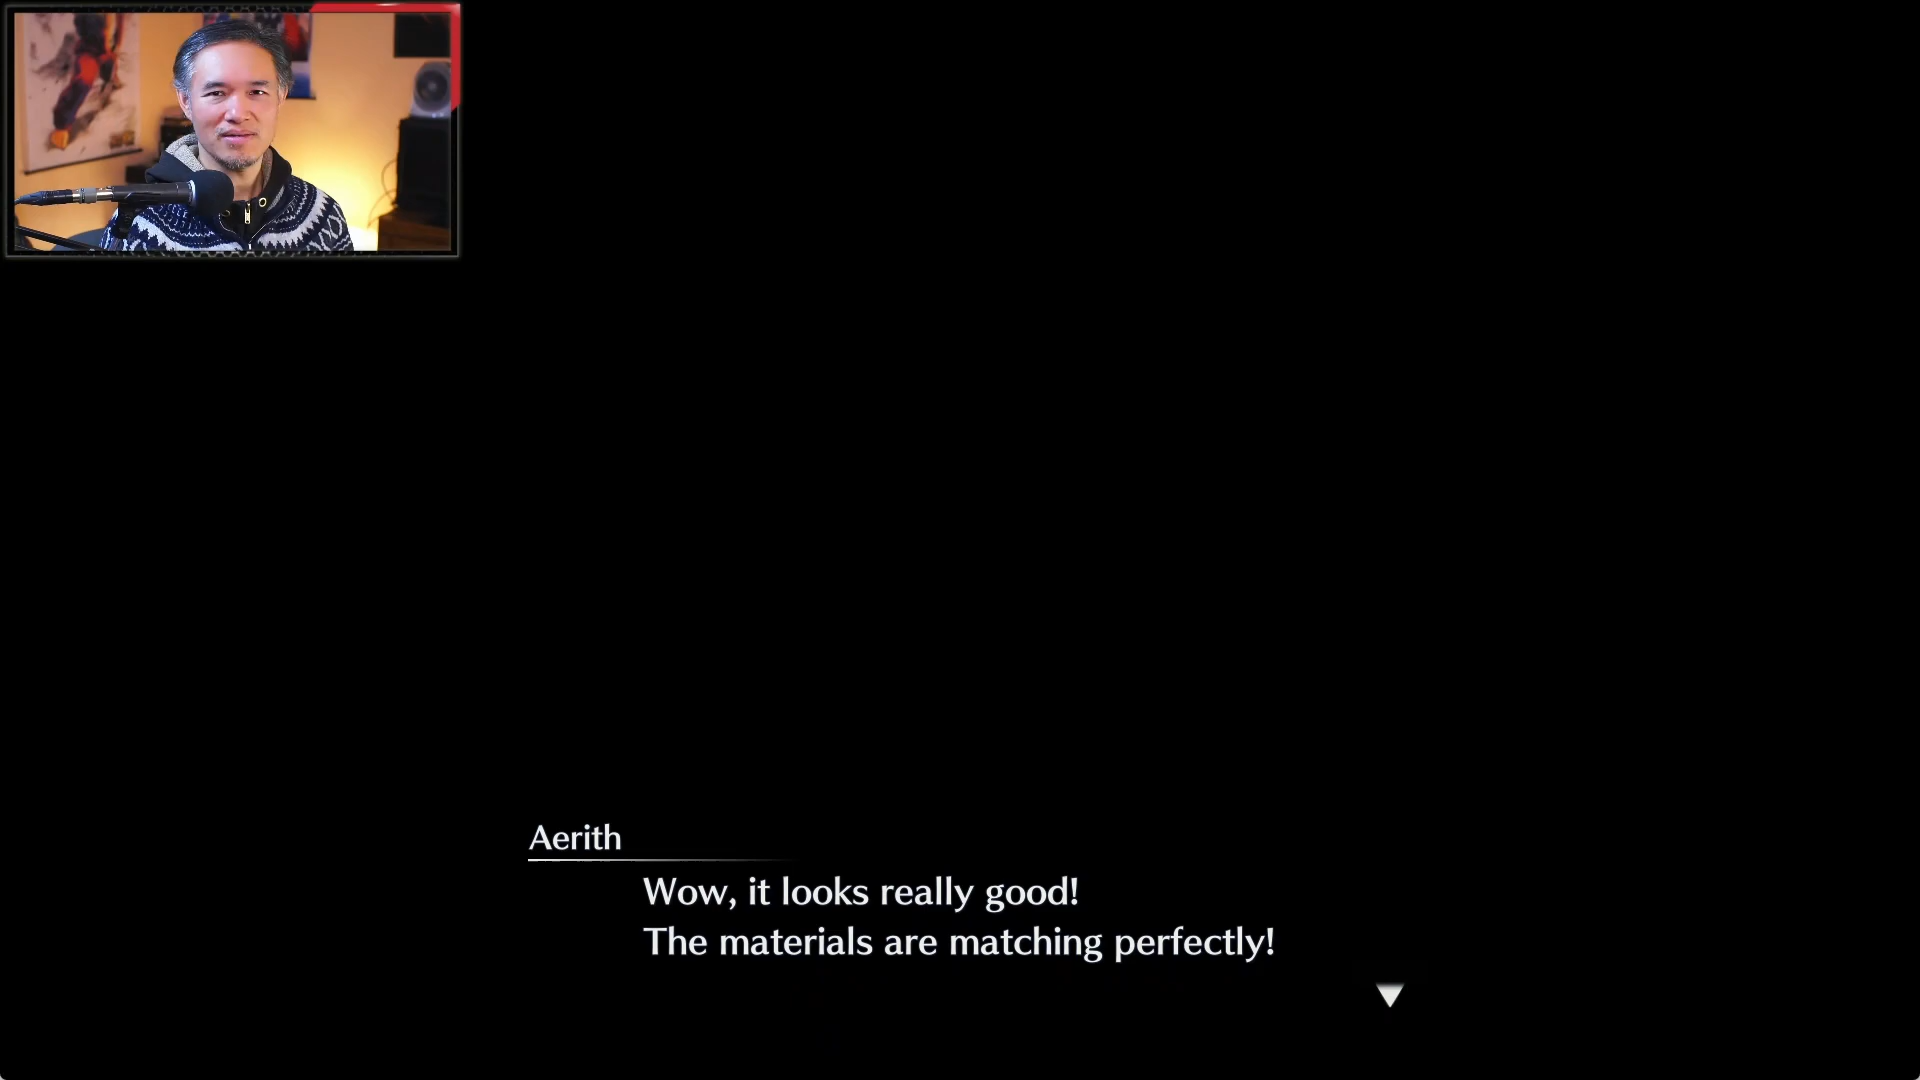 Aerith
Wow, it looks really good!
The materials are matching perfectly!